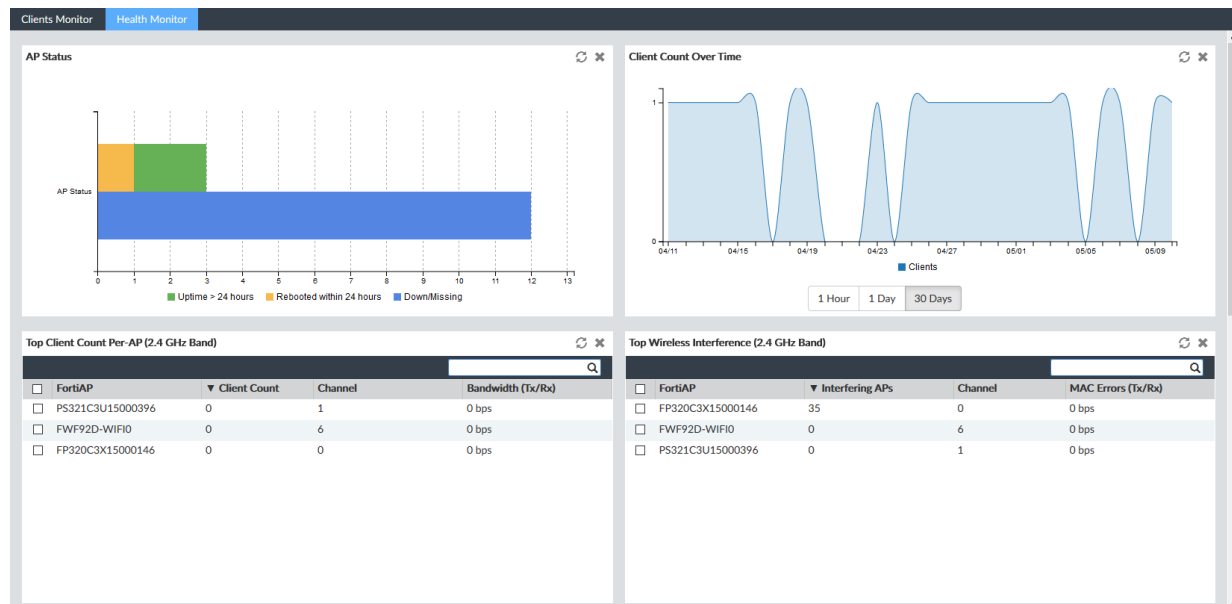 Clients Monitor Health Monitor
AP Status
AP Status
0 1 2 3 4 5 6 7 8 9 10 11 12 13
Uptime > 24 hours Rebooted within 24 hours Down/Missing
Client Count Over Time
1
0
04/11 04/15 04/19 04/23 04/27 05/01 05/05 05/09
Clients
1 Hour 1 Day 30 Days
Top Client Count Per-AP (2.4 GHz Band)
FortiAP ▼ Client Count Channel Bandwidth (Tx/Rx)
PS321C3U15000396 0 1 0 bps
FWF92D-WIFI0 0 6 0 bps
FP320C3X15000146 0 0 0 bps
Top Wireless Interference (2.4 GHz Band)
FortiAP ▼ Interfering APs Channel MAC Errors (Tx/Rx)
FP320C3X15000146 35 0 0 bps
FWF92D-WIFI0 0 6 0 bps
PS321C3U15000396 0 1 0 bps